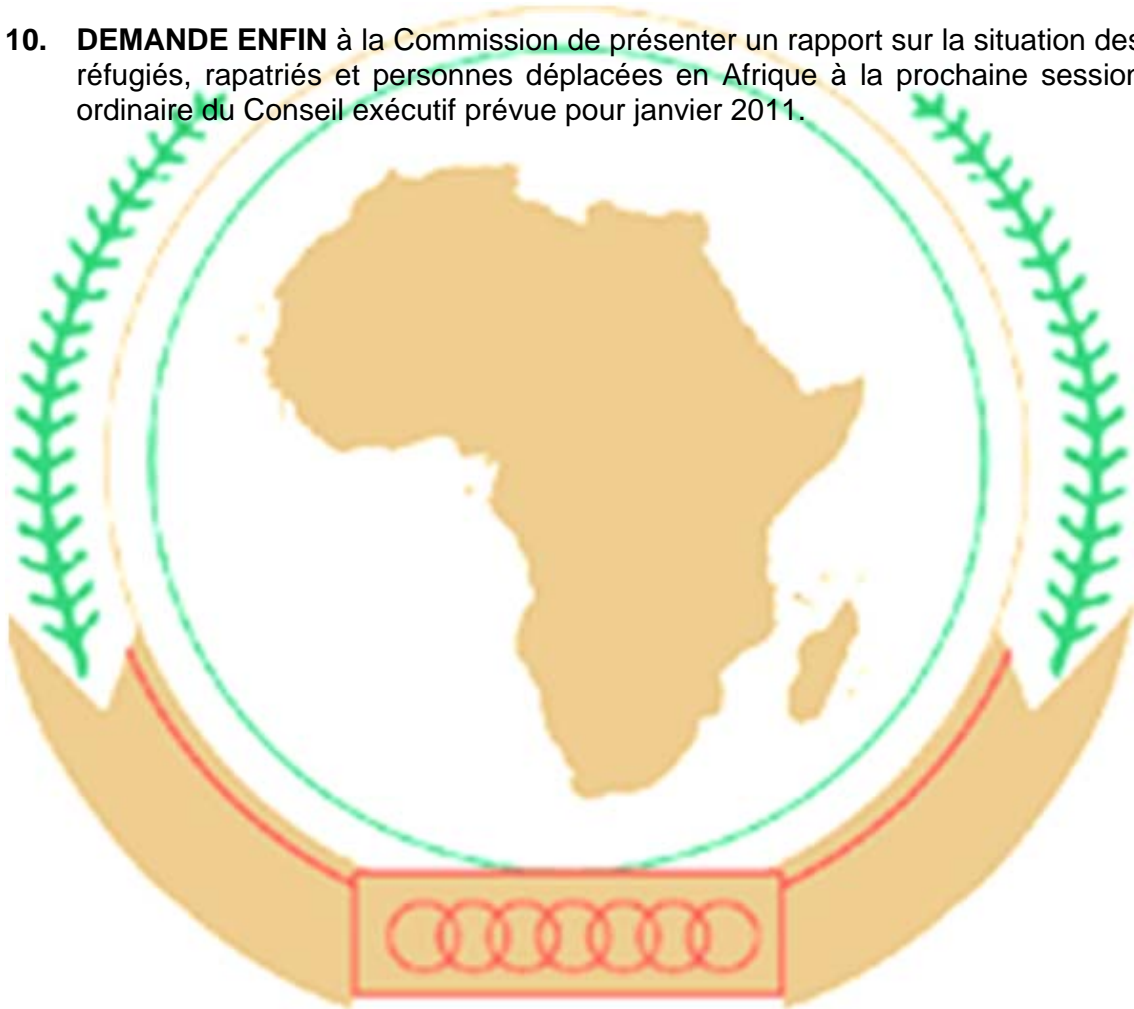 10. DEMANDE ENFIN à la Commission de présenter un rapport sur la situation des
réfugiés, rapatriés et personnes déplacées en Afrique à la prochaine session
ordinaire du Conseil exécutif prévue pour janvier 2011.